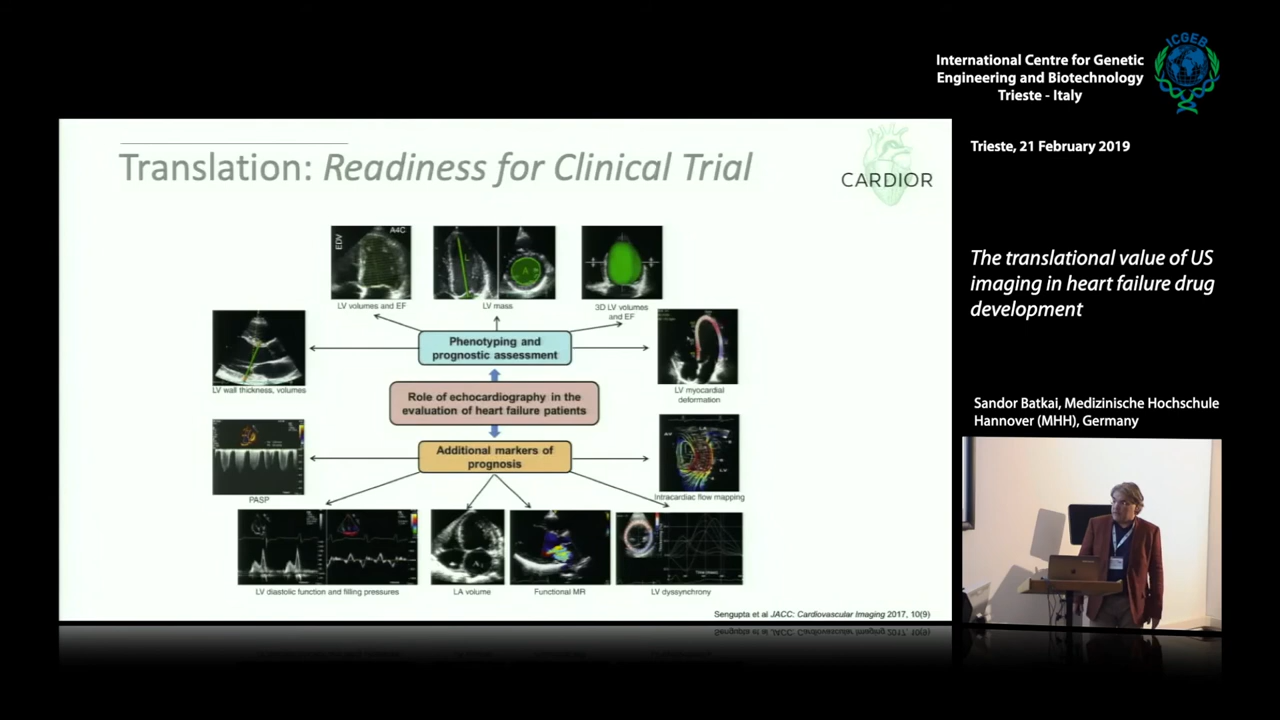 International Centre for Genetic
Engineering and Biotechnology
Trieste - Italy
ICGEB
Trieste, 21 February 2019
The translational value of US
imaging in heart failure drug
development
Sandor Batkai, Medizinische Hochschule
Hannover (MHH), Germany
Translation: Readiness for Clinical Trial
CARDIOR
EDV
A4C
L
A
LV volumes and EF
LV mass
3D LV volumes
and EF
Phenotyping and
prognostic assessment
LV wall thickness, volumes
LV myocardial
deformation
Role of echocardiography in the
evaluation of heart failure patients
Additional markers of
prognosis
PASP
Intracardiac flow mapping
LV diastolic function and filling pressures
LA volume
Functional MR
LV dyssynchrony
Sengupta et al JACC: Cardiovascular Imaging 2017, 10(9)